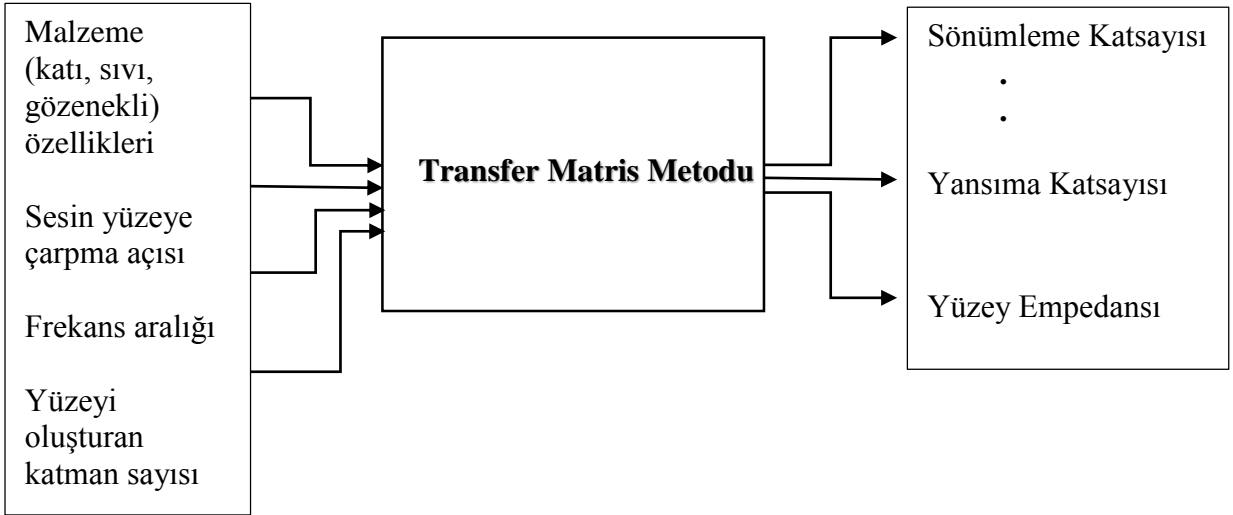 Malzeme
(katı, sıvı,
gözenekli)
özellikleri
Sesin yüzeye
çarpma açısı
Frekans aralığı
Yüzeyi
oluşturan
katman sayısı
Transfer Matris Metodu
Sönümleme Katsayısı
.
.
Yansıma Katsayısı
Yüzey Empedansı